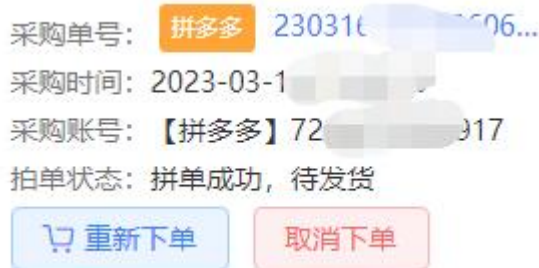 采购单号： 拼多多 230316 606...
采购时间：2023-03-1
采购账号：【拼多多】72 917
拍单状态：拼单成功，待发货
重新下单 取消下单